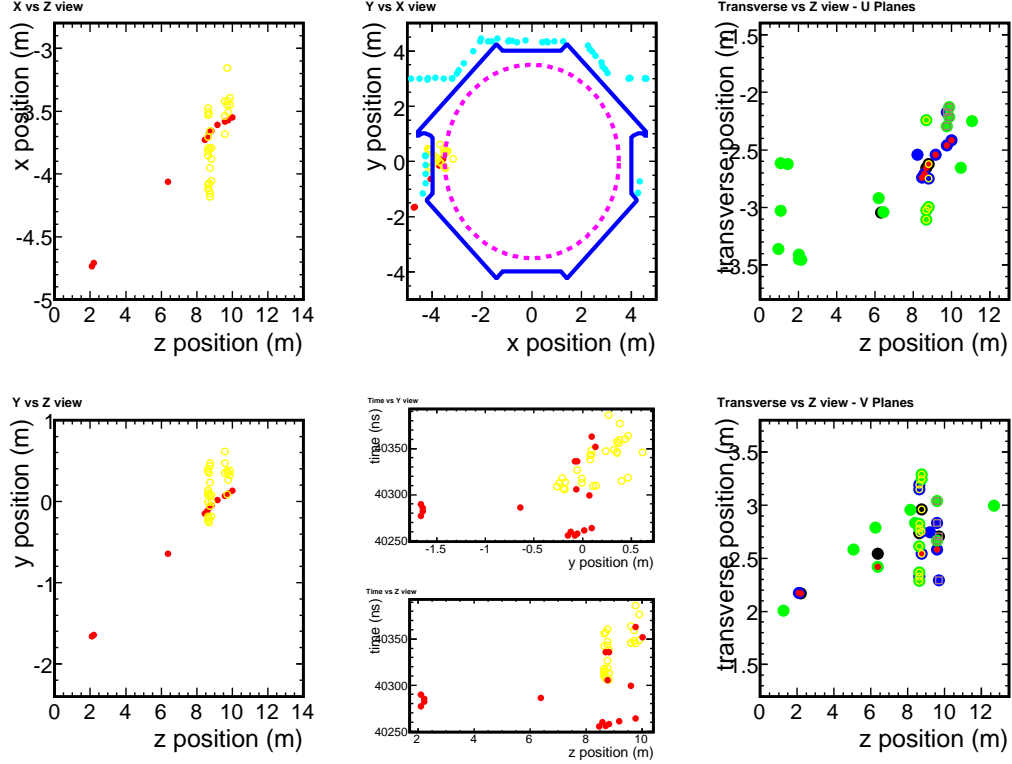 X vs Z view
x position (m)
-3
-3.5
-4
-4.5
-5
0 2 4 6 8 10 12 14
z position (m)
Y vs X view
y position (m)
4
2
0
-2
-4
-4 -2 0 2 4
x position (m)
Transverse vs Z view - U Planes
transverse position (m)
-1.5
-2
-2.5
-3
-3.5
0 2 4 6 8 10 12
z position (m)
Y vs Z view
y position (m)
1
0
-1
-2
0 2 4 6 8 10 12 14
z position (m)
Time vs Y view
time (ns)
40350
40300
40250
-1.5 -1 -0.5 0 0.5
y position (m)
Time vs Z view
time (ns)
40350
40300
40250
2 4 6 8 10
z position (m)
Transverse vs Z view - V Planes
transverse position (m)
3.5
3
2.5
2
1.5
0 2 4 6 8 10 12
z position (m)